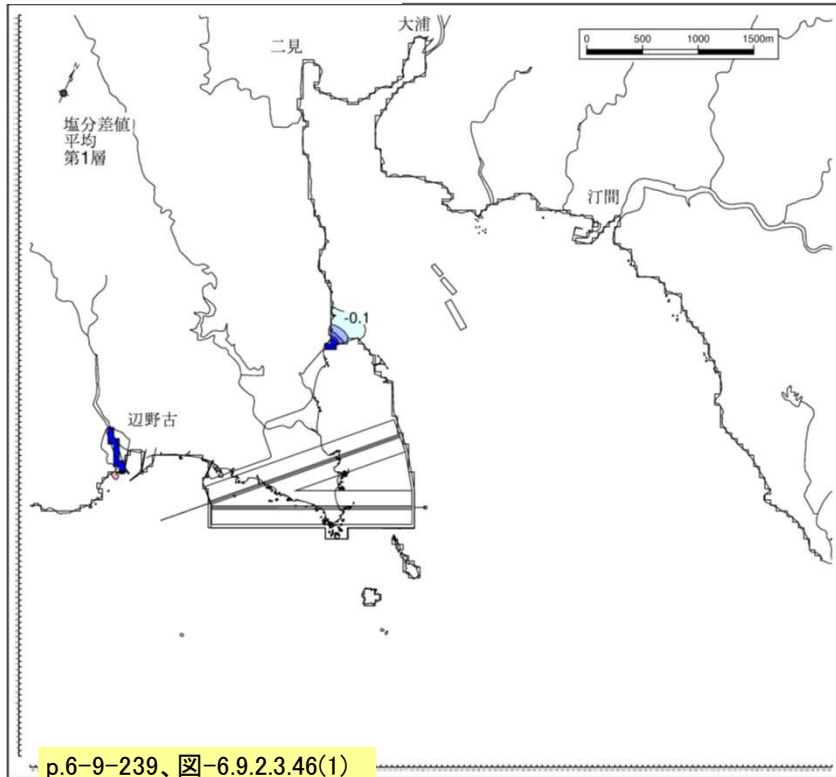 大浦
二見
0 500 1000 1500m
N
塩分差値
平均
第1層
汀間
-0.1
辺野古
p.6-9-239、図-6.9.2.3.46(1)